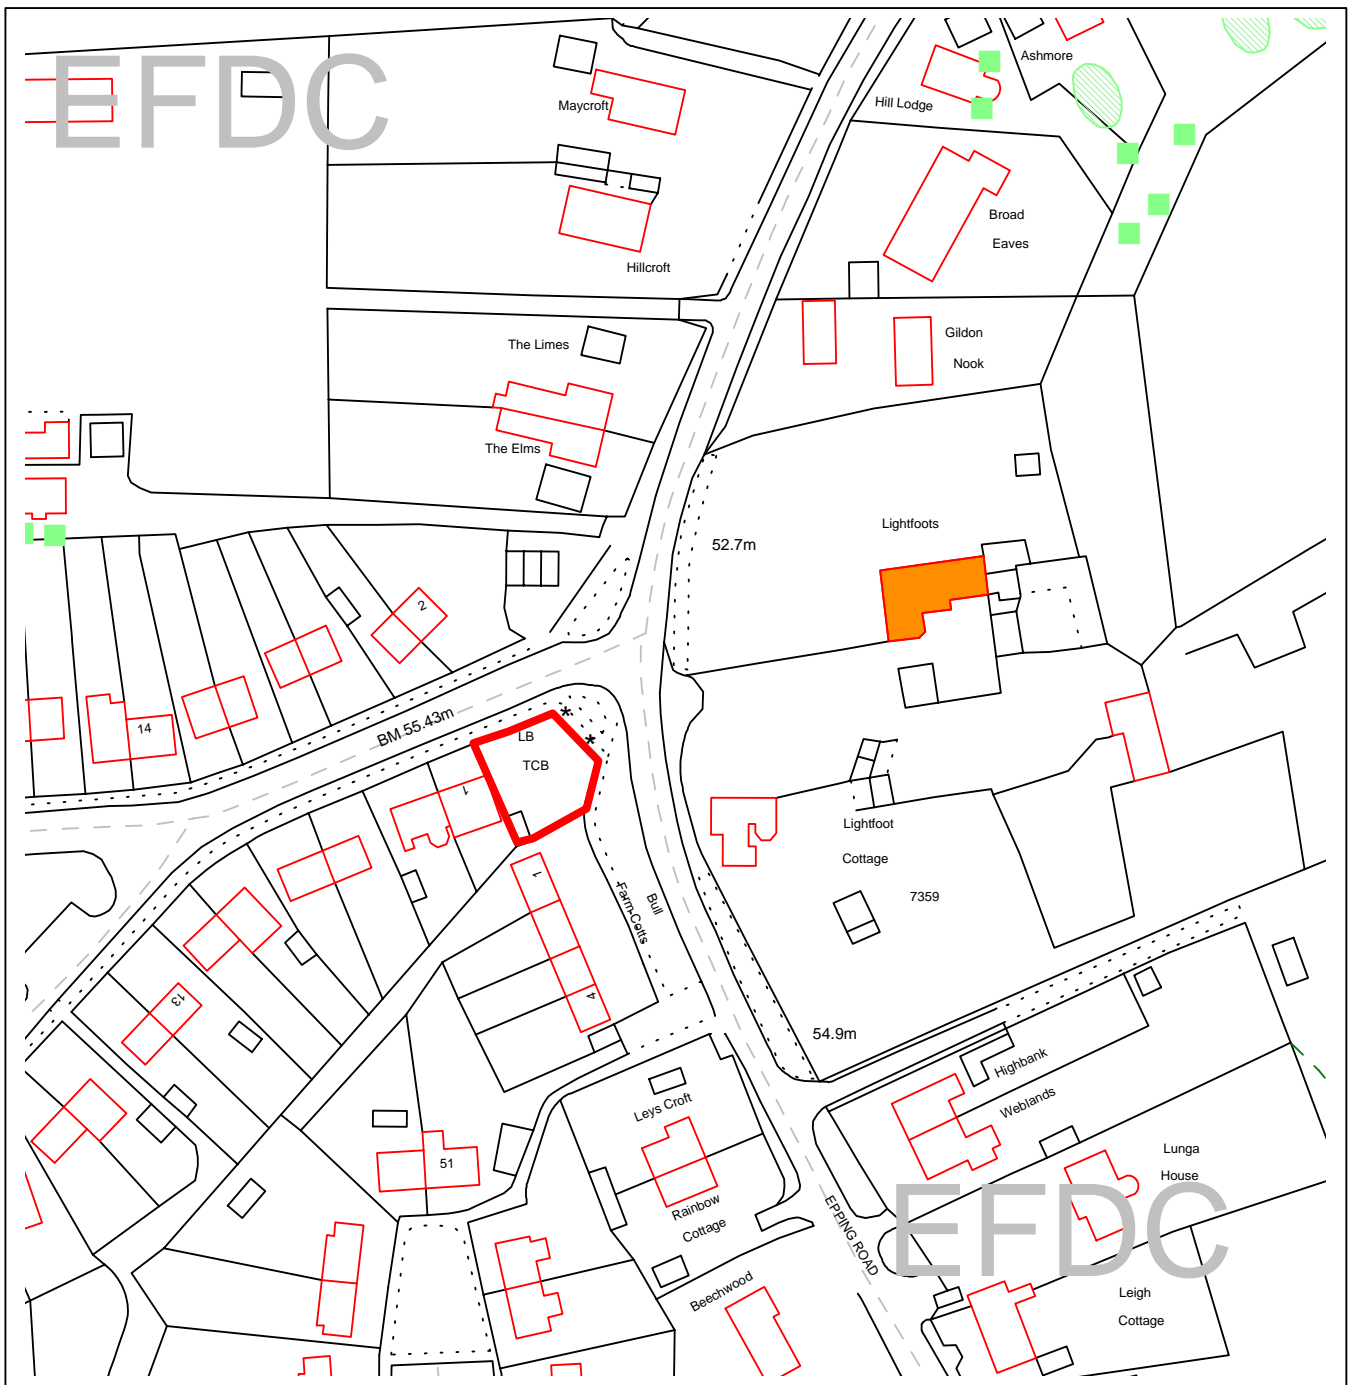 EFDC
Ashmore
Maycroft
Hill Lodge
Broad
Eaves
Hillcroft
The Limes
Gildon
Nook
The Elms
Lightfoots
52.7m
2
14
BM 55.43m
LB
TCB
1
Lightfoot
Cottage
1
7359
Bull
Farm Cotts
4
13
54.9m
Highbank
Leys Croft
Weblands
51
Lunga
House
Rainbow
Cottage
EPPING ROAD
EFDC
Beechwood
Leigh
Cottage